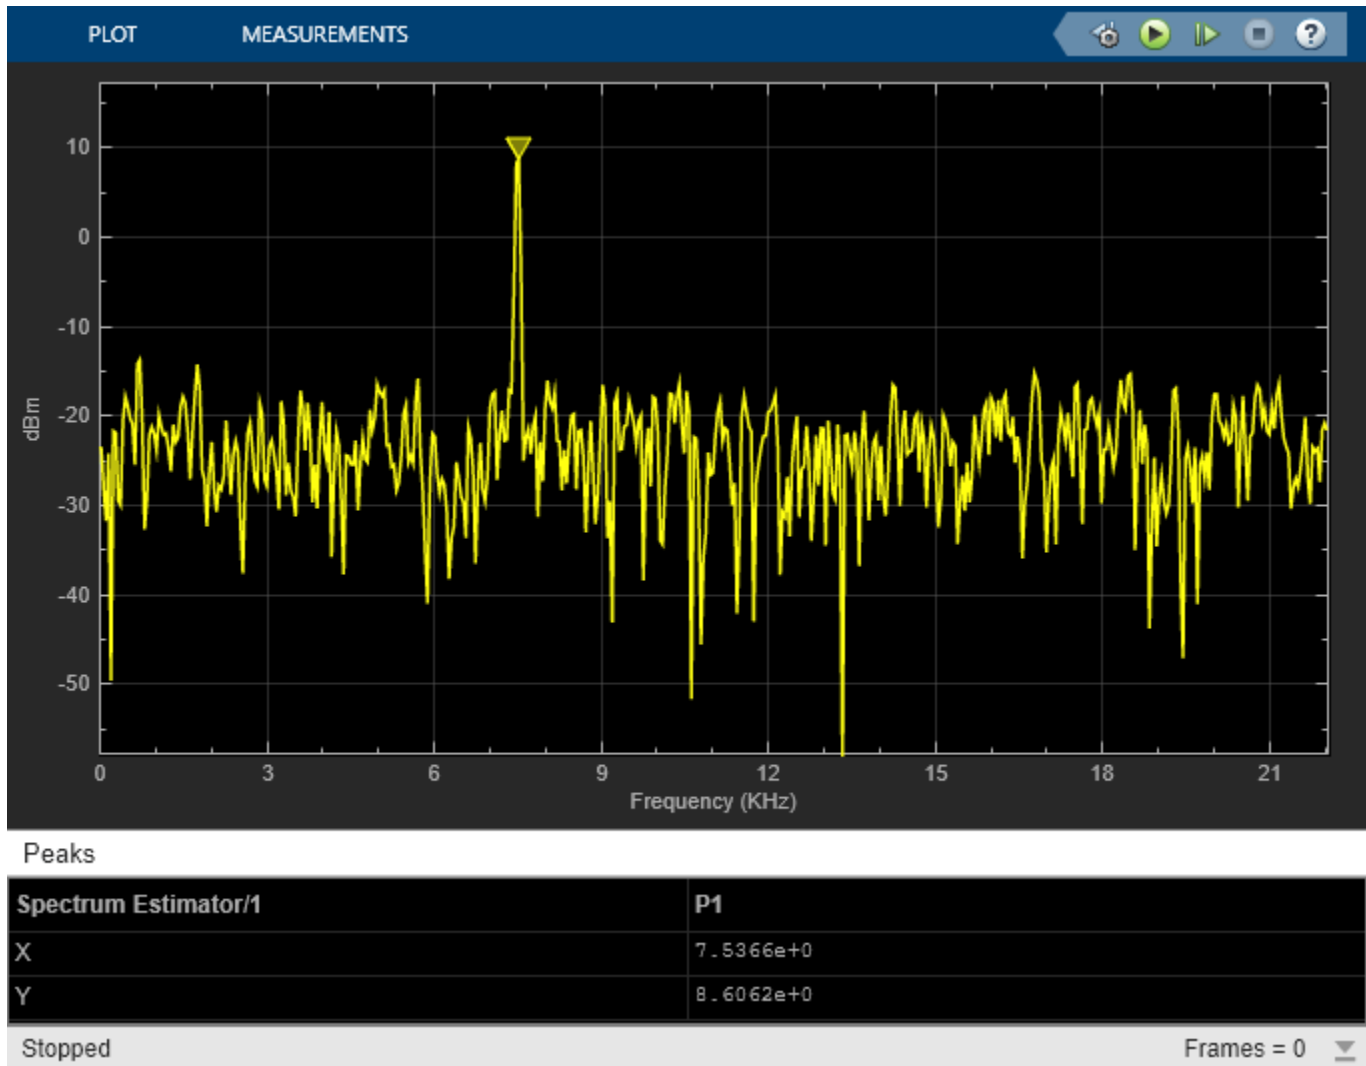 PLOT MEASUREMENTS ?
10
0
-10
-20
-30
-40
-50
dBm
0 3 6 9 12 15 18 21
Frequency (KHz)
Peaks
Spectrum Estimator/1 P1
X 7.5366e+0
Y 8.6062e+0
Stopped Frames = 0